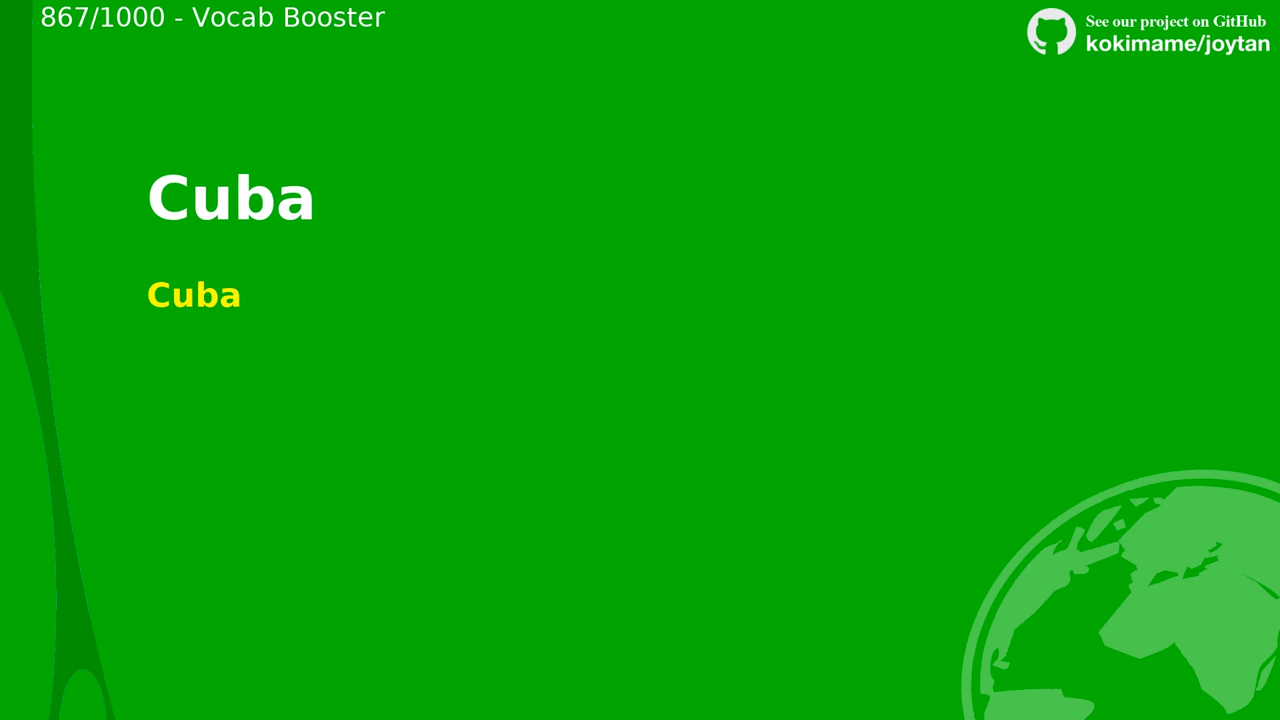 867/1000 - Vocab Booster
See our project on GitHub
kokimame/joytan
Cuba
Cuba